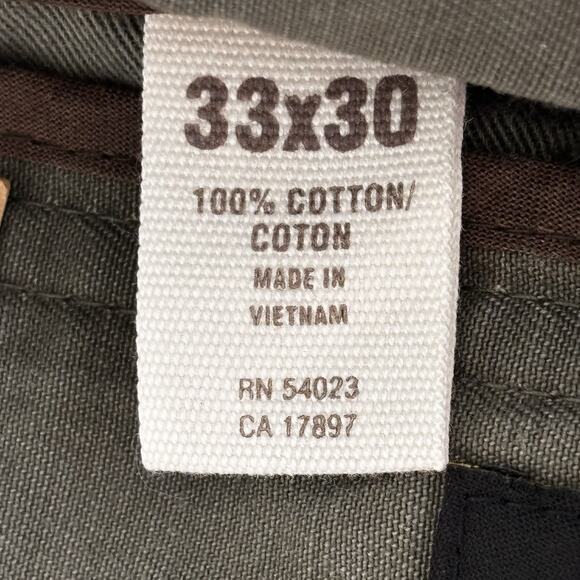 33x30
100% COTTON/
COTON
MADE IN
VIETNAM
RN 54023
CA 17897